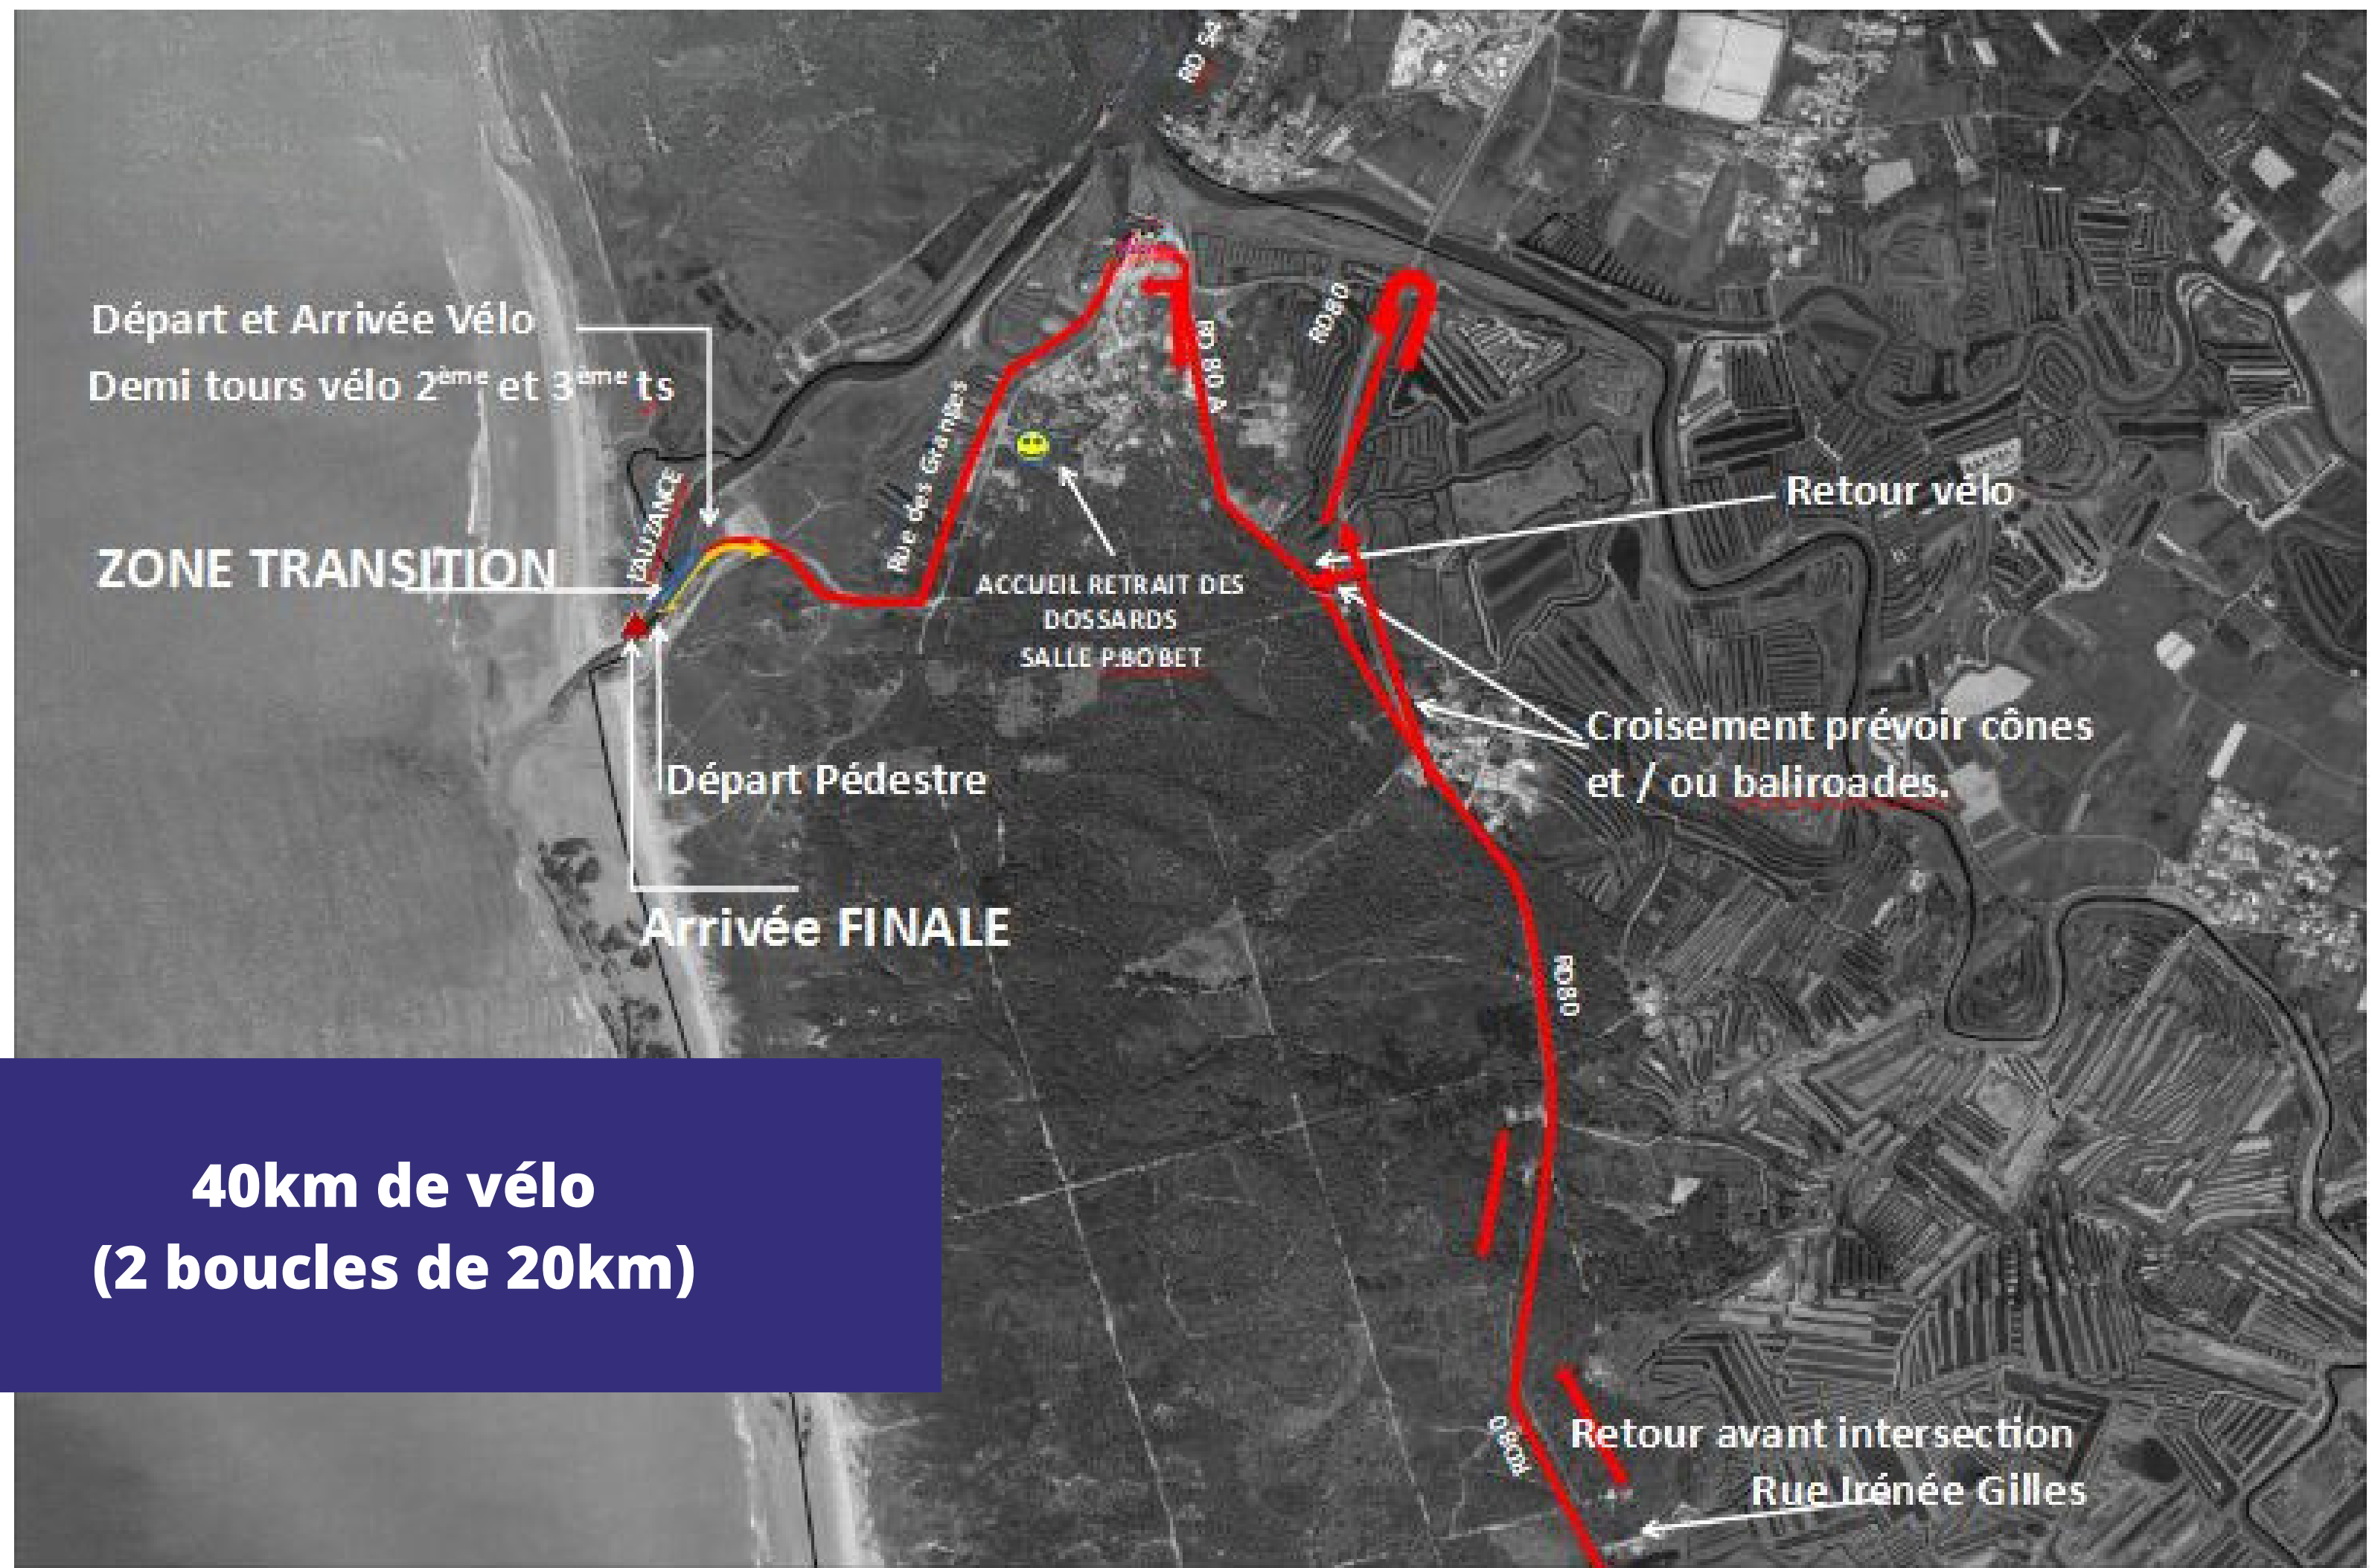 RD 54
Départ et Arrivée Vélo
Demi tours vélo 2ème et 3ème ts
RD80
RD 80 A
Rue des Granges
L'AUZANCE
Retour vélo
ZONE TRANSITION
ACCUEIL RETRAIT DES
DOSSARDS
SALLE P.BOBET
Croisement prévoir cônes
et / ou baliroades.
Départ Pédestre
Arrivée FINALE
RD80
40km de vélo
(2 boucles de 20km)
RD80
Retour avant intersection
Rue Irénée Gilles